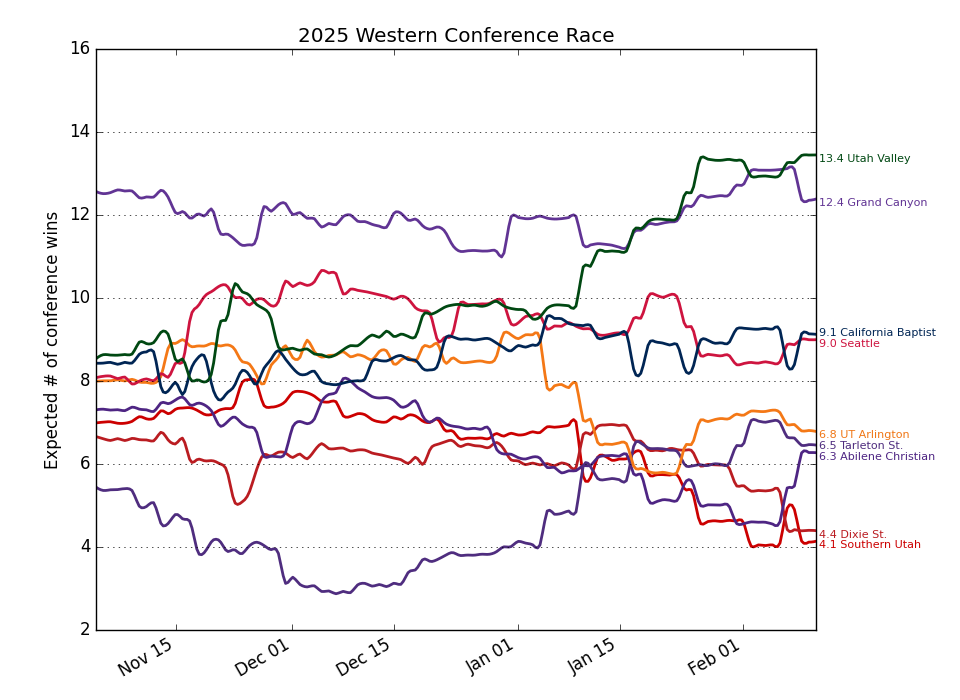 2025 Western Conference Race
Expected # of conference wins
16
14
12
10
8
6
4
2
Nov 15
Dec 01
Dec 15
Jan 01
Jan 15
Feb 01
13.4 Utah Valley
12.4 Grand Canyon
9.1 California Baptist
9.0 Seattle
6.8 UT Arlington
6.5 Tarleton St.
6.3 Abilene Christian
4.4 Dixie St.
4.1 Southern Utah